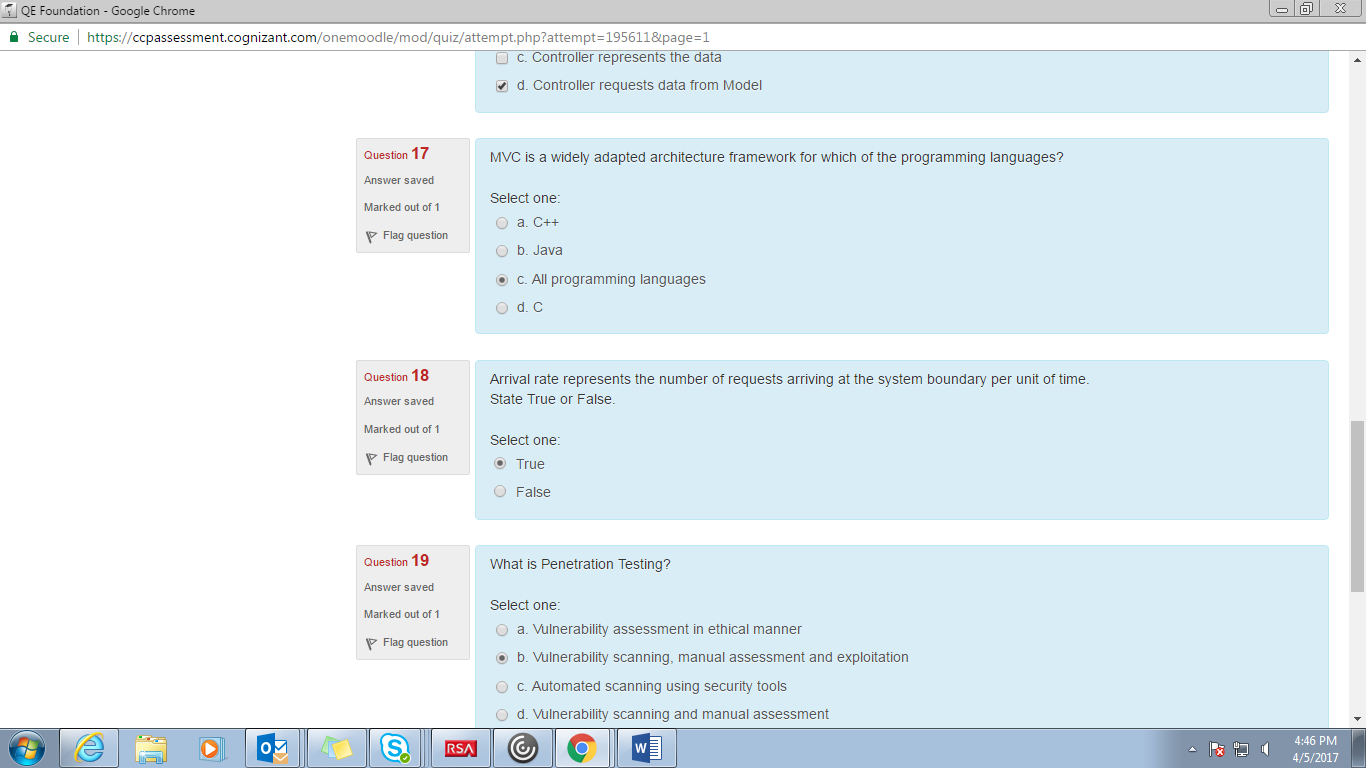 QE Foundation - Google Chrome
Secure https://ccpassessment.cognizant.com/onemoodle/mod/quiz/attempt.php?attempt=195611&page=1
c. Controller represents the data
d. Controller requests data from Model
Question 17
Answer saved
Marked out of 1
Flag question
MVC is a widely adapted architecture framework for which of the programming languages?
Select one:
a. C++
b. Java
c. All programming languages
d. C
Question 18
Answer saved
Marked out of 1
Flag question
Arrival rate represents the number of requests arriving at the system boundary per unit of time.
State True or False.
Select one:
True
False
Question 19
Answer saved
Marked out of 1
Flag question
What is Penetration Testing?
Select one:
a. Vulnerability assessment in ethical manner
b. Vulnerability scanning, manual assessment and exploitation
c. Automated scanning using security tools
d. Vulnerability scanning and manual assessment
RSA
4:46 PM
4/5/2017